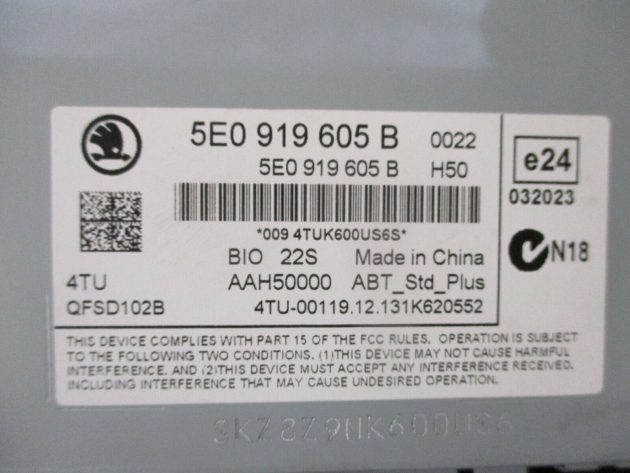 5E0 919 605 B 0022
5E0 919 605 B H50
*009 4TUK600US6S*
BIO 22S Made in China
4TU AAH50000 ABT_Std_Plus
QFSD102B 4TU-00119.12.131K620552
e24
032023
N18
THIS DEVICE COMPLIES WITH PART 15 OF THE FCC RULES. OPERATION IS SUBJECT
TO THE FOLLOWING TWO CONDITIONS. (1)THIS DEVICE MAY NOT CAUSE HARMFUL
INTERFERENCE. AND (2)THIS DEVICE MUST ACCEPT ANY INTERFERENCE RECEIVED.
INCLUDING INTERFERENCE THAT MAY CAUSE UNDESIRED OPERATION.